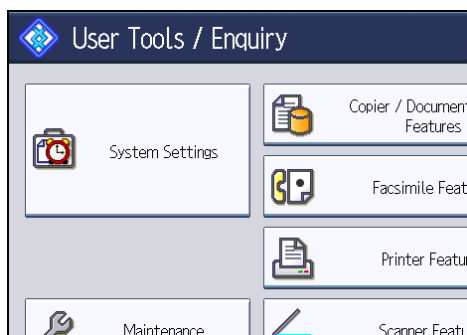 User Tools / Enquiry
System Settings
Copier / Document
Features
Facsimile Feat
Printer Featu
Maintenance
Scanner Featu